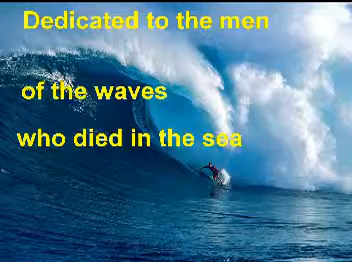 Dedicated to the men
of the waves
who died in the sea